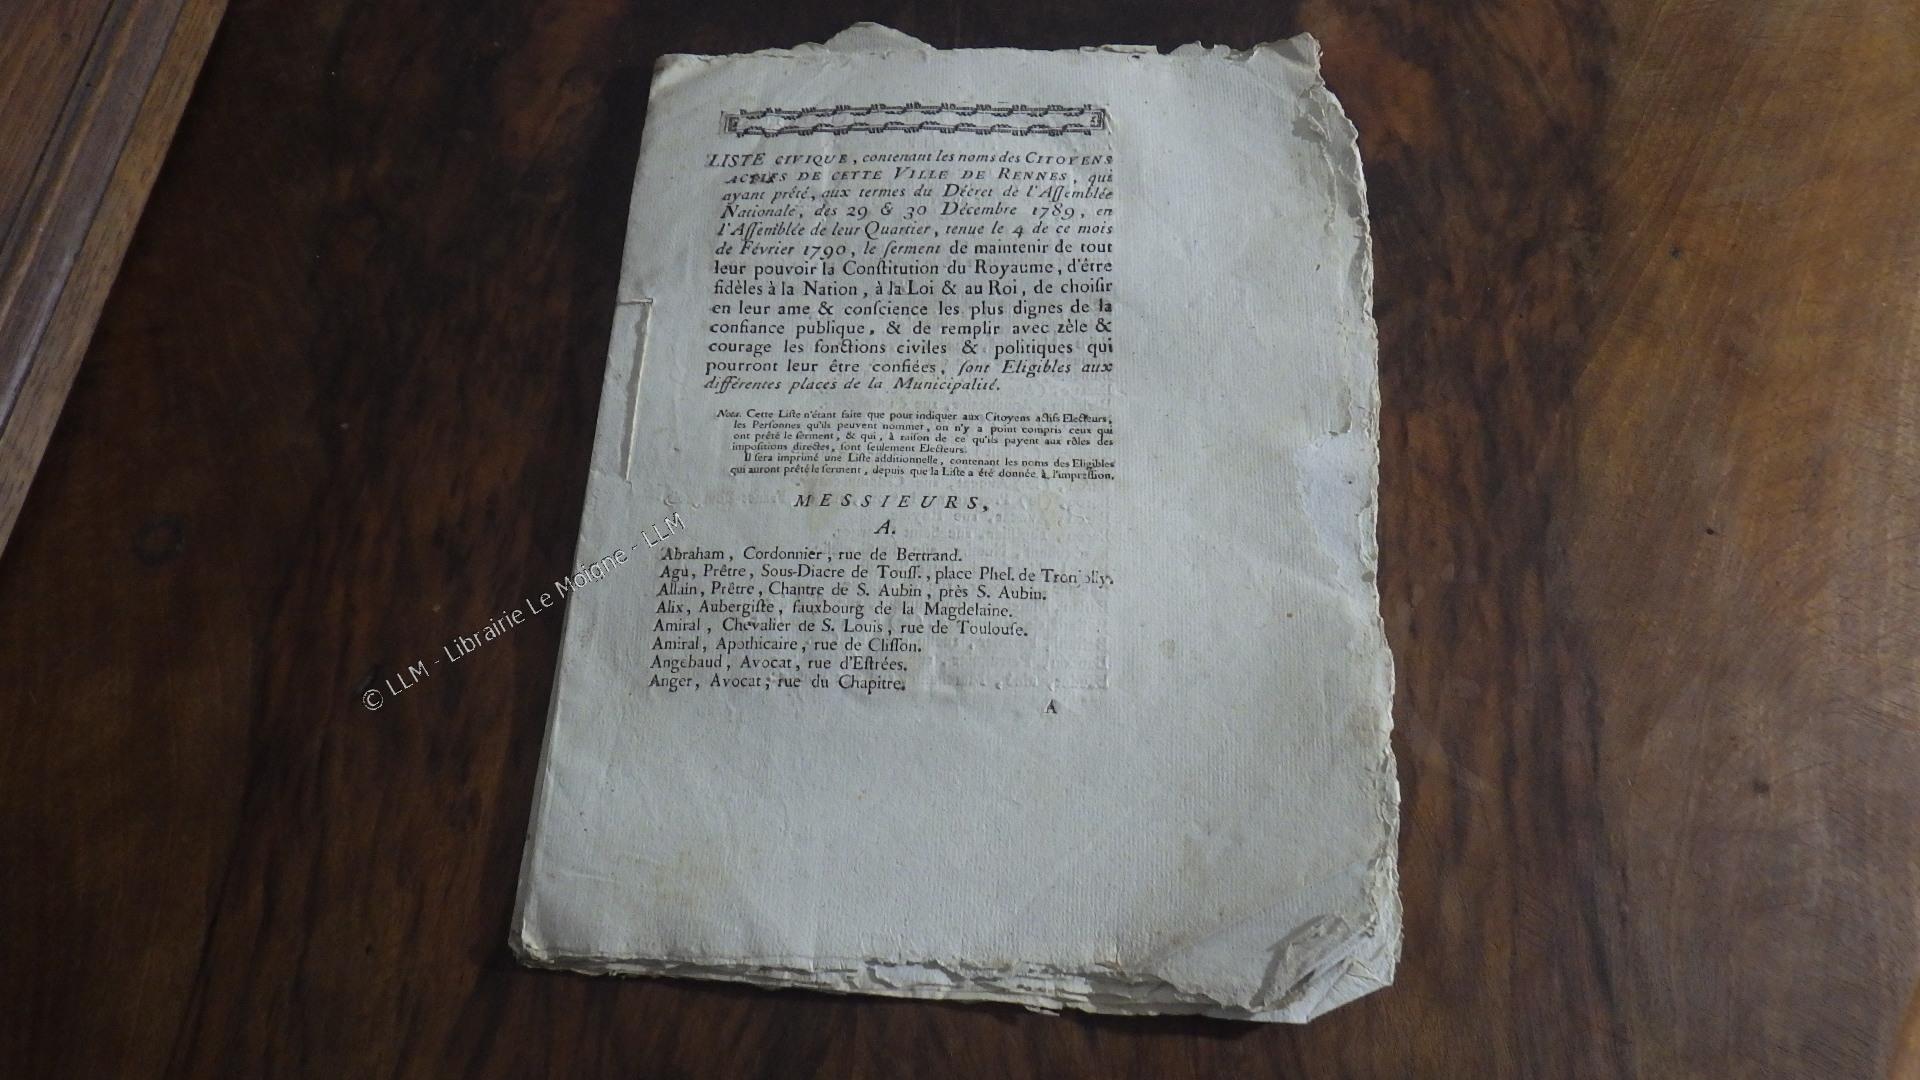 LISTE CIVIQUE, contenant les noms des CITOYENS
ACTIFS DE CETTE VILLE DE RENNES, qui
ayant prêté, aux termes du Décret de l'Aſſemblée
Nationale, des 29 & 30 Décembre 1789, en
l'Aſſemblée de leur Quartier, tenue le 4 de ce mois
de Février 1790, le ſerment de maintenir de tout
leur pouvoir la Conſtitution du Royaume, d'être
fidèles à la Nation, à la Loi & au Roi, de choiſir
en leur ame & conſcience les plus dignes de la
confiance publique, & de remplir avec zèle &
courage les fonctions civiles & politiques qui
pourront leur être confiées, ſont Eligibles aux
différentes places de la Municipalité.
Nota. Cette Liſte n'étant faite que pour indiquer aux Citoyens actifs Electeurs,
les Perſonnes qu'ils peuvent nommer, on n'y a point compris ceux qui
ont prêté le ſerment, & qui, à raiſon de ce qu'ils payent aux rôles des
impoſitions directes, ſont ſeulement Electeurs.
Il ſera imprimé une Liſte additionnelle, contenant les noms des Eligibles
qui auront prêté le ſerment, depuis que la Liſte a été donnée à l'impreſſion.
MESSIEURS,
A.
Abraham, Cordonnier, rue de Bertrand.
Agu, Prêtre, Sous-Diacre de Touſſ., place Phel. de Tronjolly.
Allain, Prêtre, Chantre de S. Aubin, près S. Aubin.
Alix, Aubergiſte, fauxbourg de la Magdelaine.
Amiral, Chevalier de S. Louis, rue de Toulouſe.
Amiral, Apothicaire, rue de Cliſſon.
Angebaud, Avocat, rue d'Eſtrées.
Anger, Avocat, rue du Chapitre.
A
© LLM - Librairie Le Moigne - LLM